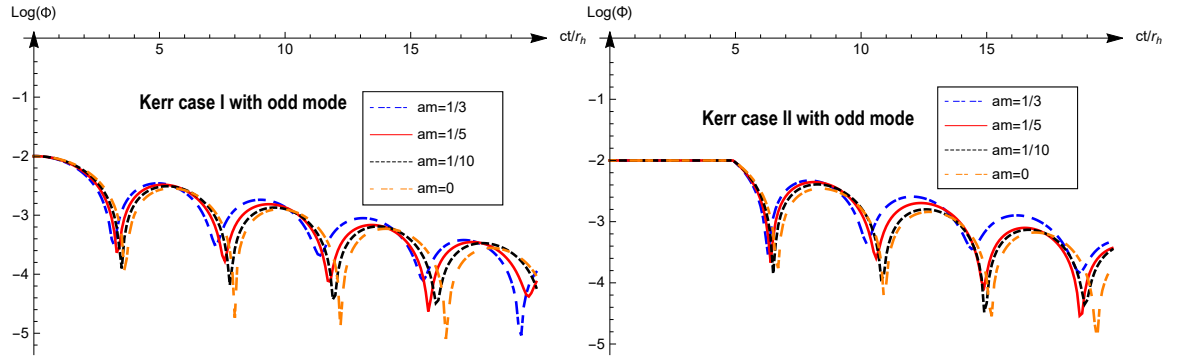 Log(Φ)
ct/rₕ
5
10
15
-1
-2
-3
-4
-5
Kerr case I with odd mode
am=1/3
am=1/5
am=1/10
am=0
Log(Φ)
ct/rₕ
5
10
15
-1
-2
-3
-4
-5
Kerr case II with odd mode
am=1/3
am=1/5
am=1/10
am=0